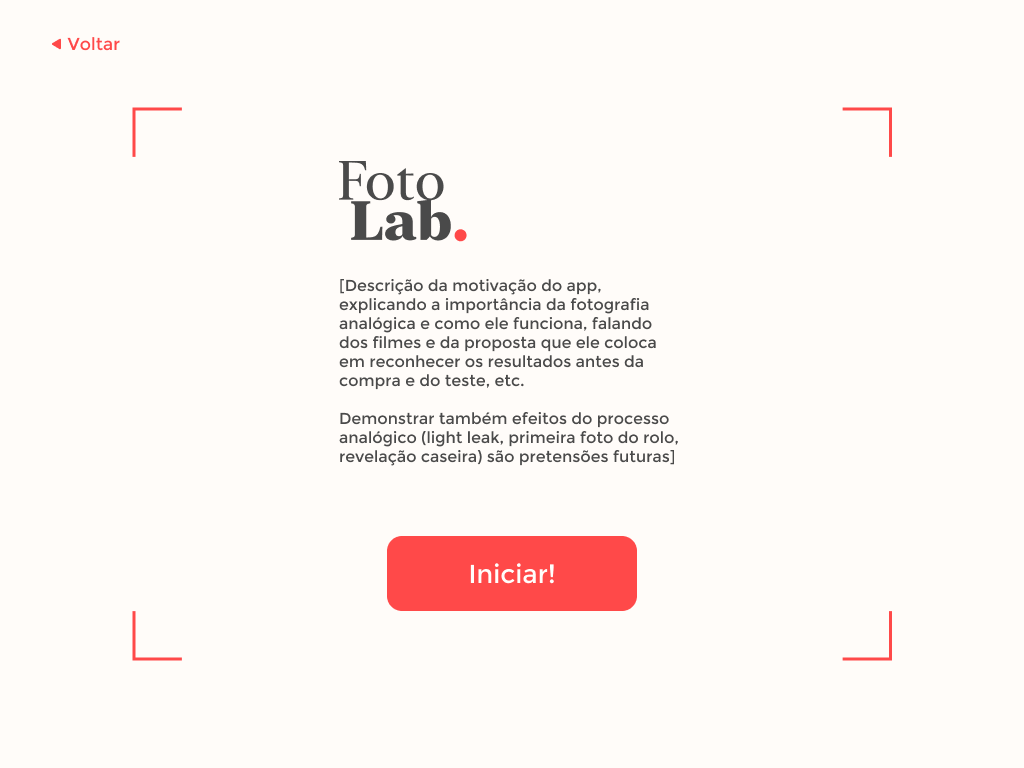 Voltar
Foto
Lab.
[Descrição da motivação do app,
explicando a importância da fotografia
analógica e como ele funciona, falando
dos filmes e da proposta que ele coloca
em reconhecer os resultados antes da
compra e do teste, etc.
Demonstrar também efeitos do processo
analógico (light leak, primeira foto do rolo,
revelação caseira) são pretensões futuras]
Iniciar!